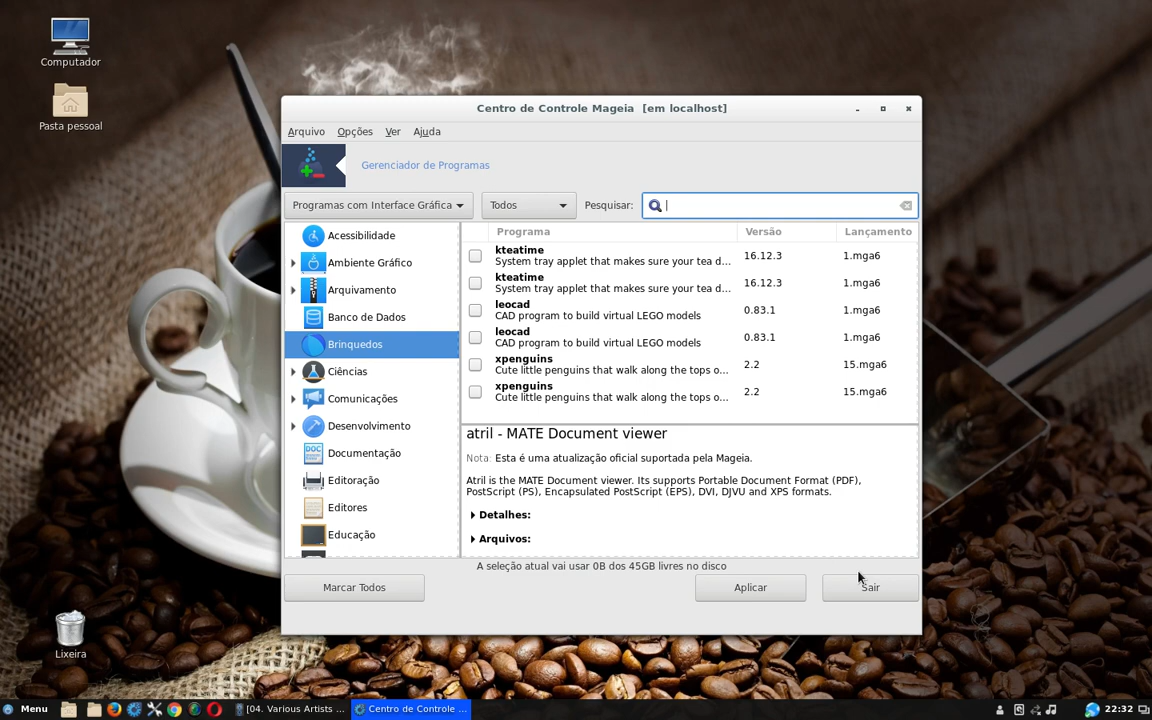 Computador
Pasta pessoal
Centro de Controle Mageia [em localhost]
Arquivo Opções Ver Ajuda
Gerenciador de Programas
Programas com Interface Gráfica Todos Pesquisar:
Programa Versão Lançamento
Acessibilidade
Ambiente Gráfico
Arquivamento
Banco de Dados
Brinquedos
Ciências
Comunicações
Desenvolvimento
DOC
Documentação
Editoração
Editores
Educação
kteatime
System tray applet that makes sure your tea d... 16.12.3 1.mga6
kteatime
System tray applet that makes sure your tea d... 16.12.3 1.mga6
leocad
CAD program to build virtual LEGO models 0.83.1 1.mga6
leocad
CAD program to build virtual LEGO models 0.83.1 1.mga6
xpenguins
Cute little penguins that walk along the tops o... 2.2 15.mga6
xpenguins
Cute little penguins that walk along the tops o... 2.2 15.mga6
atril - MATE Document viewer
Nota: Esta é uma atualização oficial suportada pela Mageia.
Atril is the MATE Document viewer. Its supports Portable Document Format (PDF),
PostScript (PS), Encapsulated PostScript (EPS), DVI, DJVU and XPS formats.
Detalhes:
Arquivos:
A seleção atual vai usar 0B dos 45GB livres no disco
Marcar Todos Aplicar Sair
Lixeira
Menu [04. Various Artists ... Centro de Controle ... 22:32